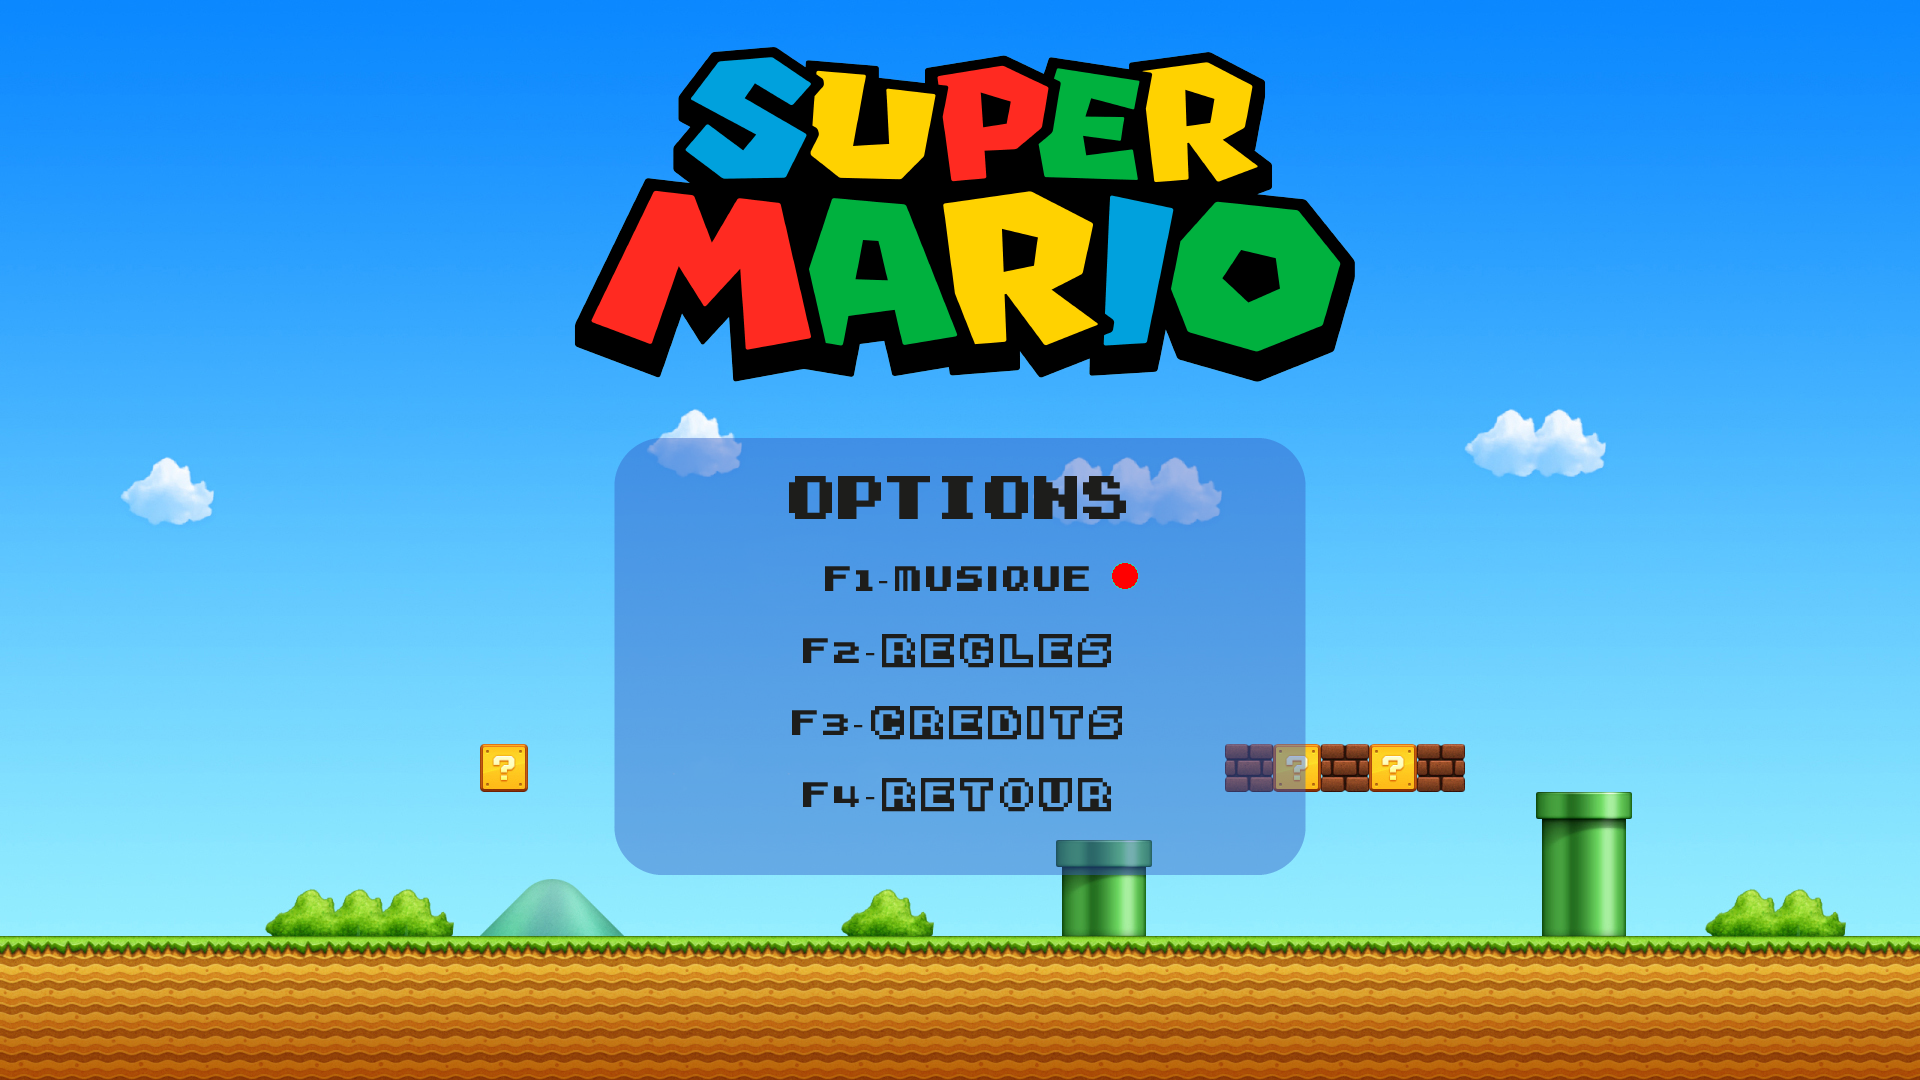 SUPER
MARIO
OPTIONS
F1-MUSIQUE
F2-REGLES
F3-CREDITS
? ? ?
F4-RETOUR